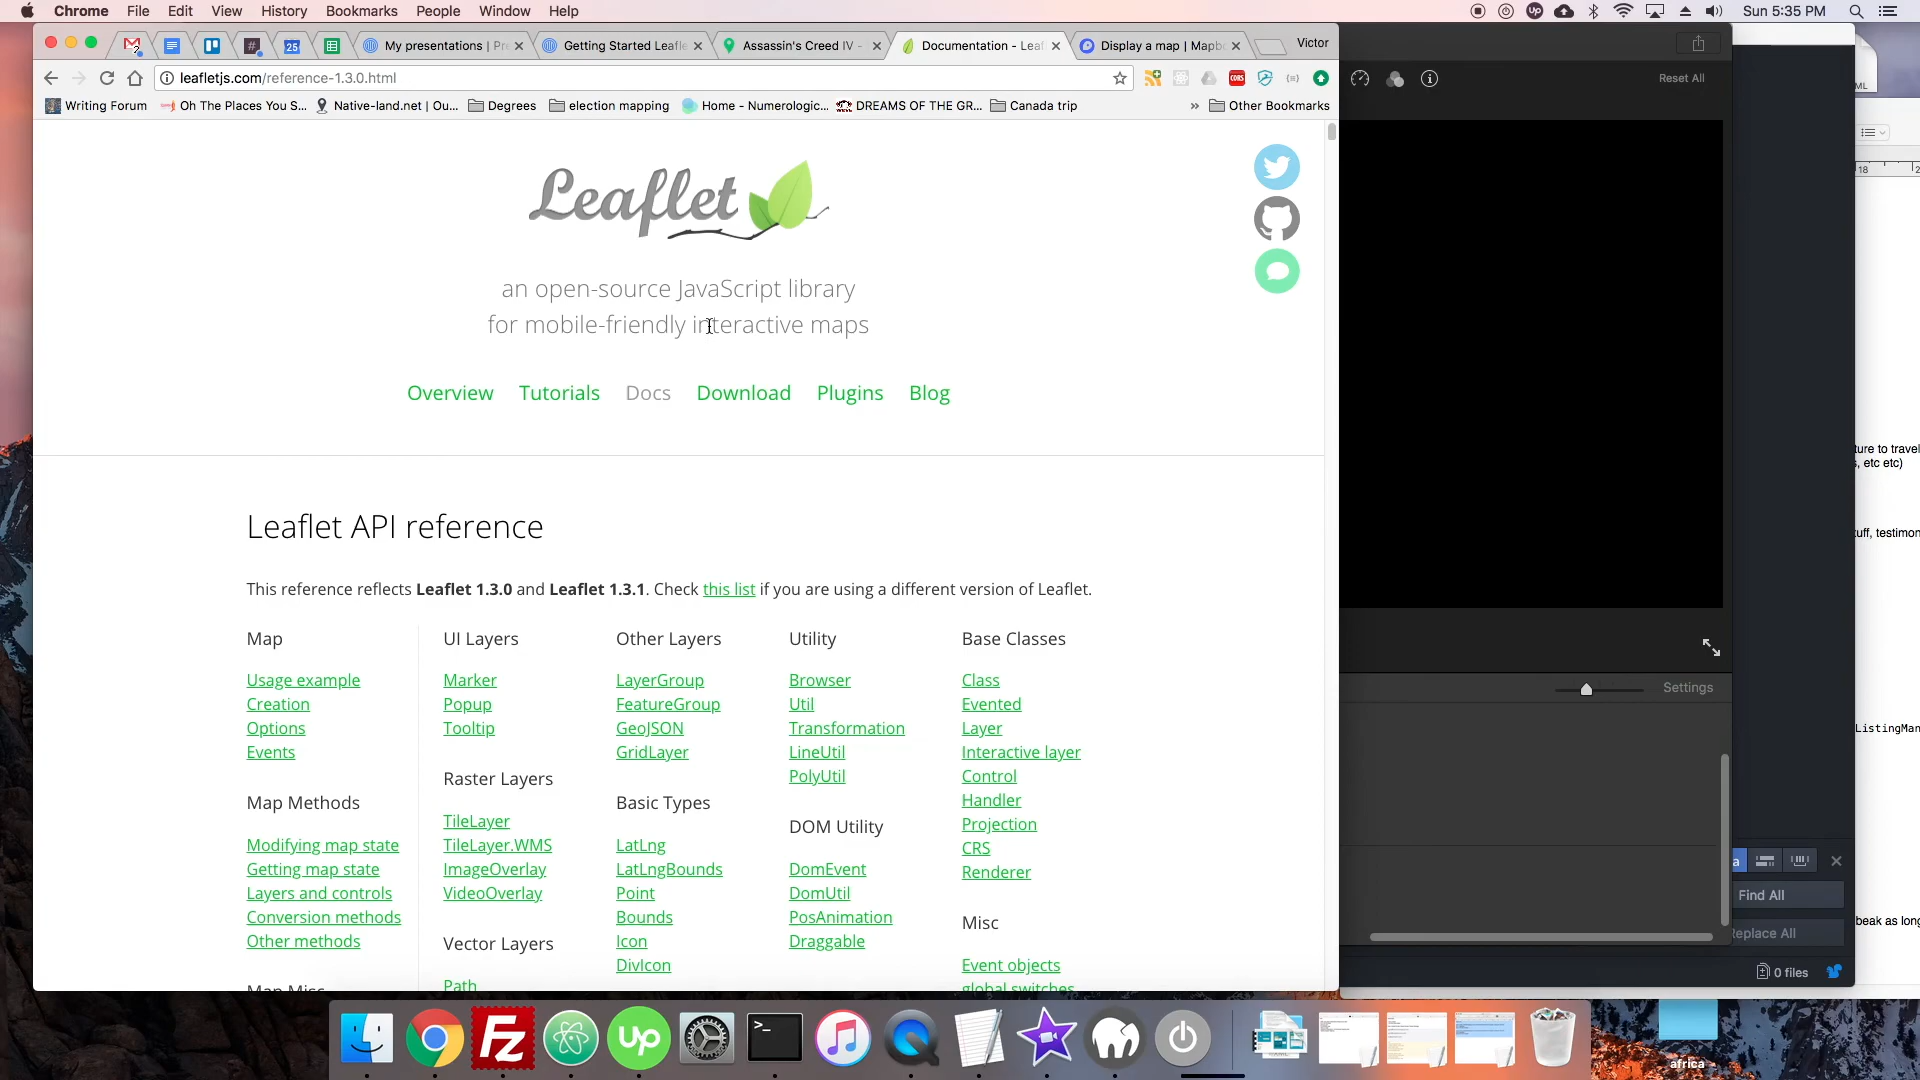 Chrome File Edit View History Bookmarks People Window Help
Sun 5:35 PM
My presentations | Pre
Getting Started Leafle
Assassin's Creed IV -
Documentation - Leaf
Display a map | Mapb
Victor
leafletjs.com/reference-1.3.0.html
Reset All
Writing Forum
Oh The Places You S...
Native-land.net | Ou...
Degrees
election mapping
Home - Numerologic...
DREAMS OF THE GR...
Canada trip
»
Other Bookmarks
Leaflet
an open-source JavaScript library
for mobile-friendly interactive maps
Overview Tutorials Docs Download Plugins Blog
Leaflet API reference
This reference reflects Leaflet 1.3.0 and Leaflet 1.3.1. Check this list if you are using a different version of Leaflet.
Map
Usage example
Creation
Options
Events
Map Methods
Modifying map state
Getting map state
Layers and controls
Conversion methods
Other methods
Map Misc
UI Layers
Marker
Popup
Tooltip
Raster Layers
TileLayer
TileLayer.WMS
ImageOverlay
VideoOverlay
Vector Layers
Path
Other Layers
LayerGroup
FeatureGroup
GeoJSON
GridLayer
Basic Types
LatLng
LatLngBounds
Point
Bounds
Icon
DivIcon
Utility
Browser
Util
Transformation
LineUtil
PolyUtil
DOM Utility
DomEvent
DomUtil
PosAnimation
Draggable
Base Classes
Class
Evented
Layer
Interactive layer
Control
Handler
Projection
CRS
Renderer
Misc
Event objects
global switches
Settings
Find All
Replace All
0 files
ML
18
ture to travel
s, etc etc)
uff, testimon
ListingMan
beak as long
africa